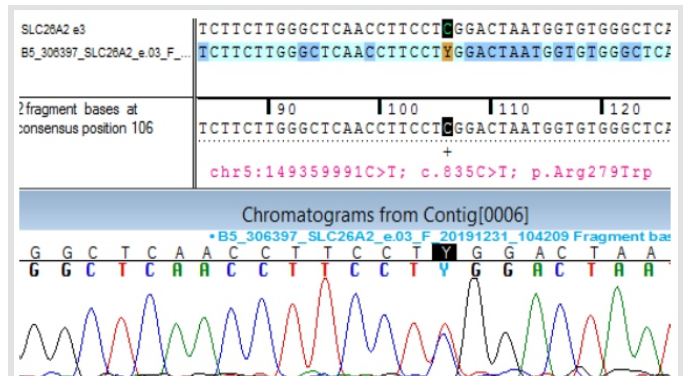 SLC26A2 e3 TCTTCTTGGGCTCAACCTTCCTCGGACTAATGGTGTGGGCTCA
B5_306397_SLC26A2_e.03_F_... TCTTCTTGGGCTCAACCTTCCTYGGACTAATGGTGTGGGCTCA
2 fragment bases at
consensus position 106
90 100 110 120
TCTTCTTGGGCTCAACCTTCCTCGGACTAATGGTGTGGGCTCA
+
chr5:149359991C>T; c.835C>T; p.Arg279Trp
Chromatograms from Contig[0006]
•B5_306397_SLC26A2_e.03_F_20191231_104209 Fragment bas
G G C T C A A C C T T C C T Y G G A C T A A
G G C T C A A C C T T C C T Y G G A C T A A